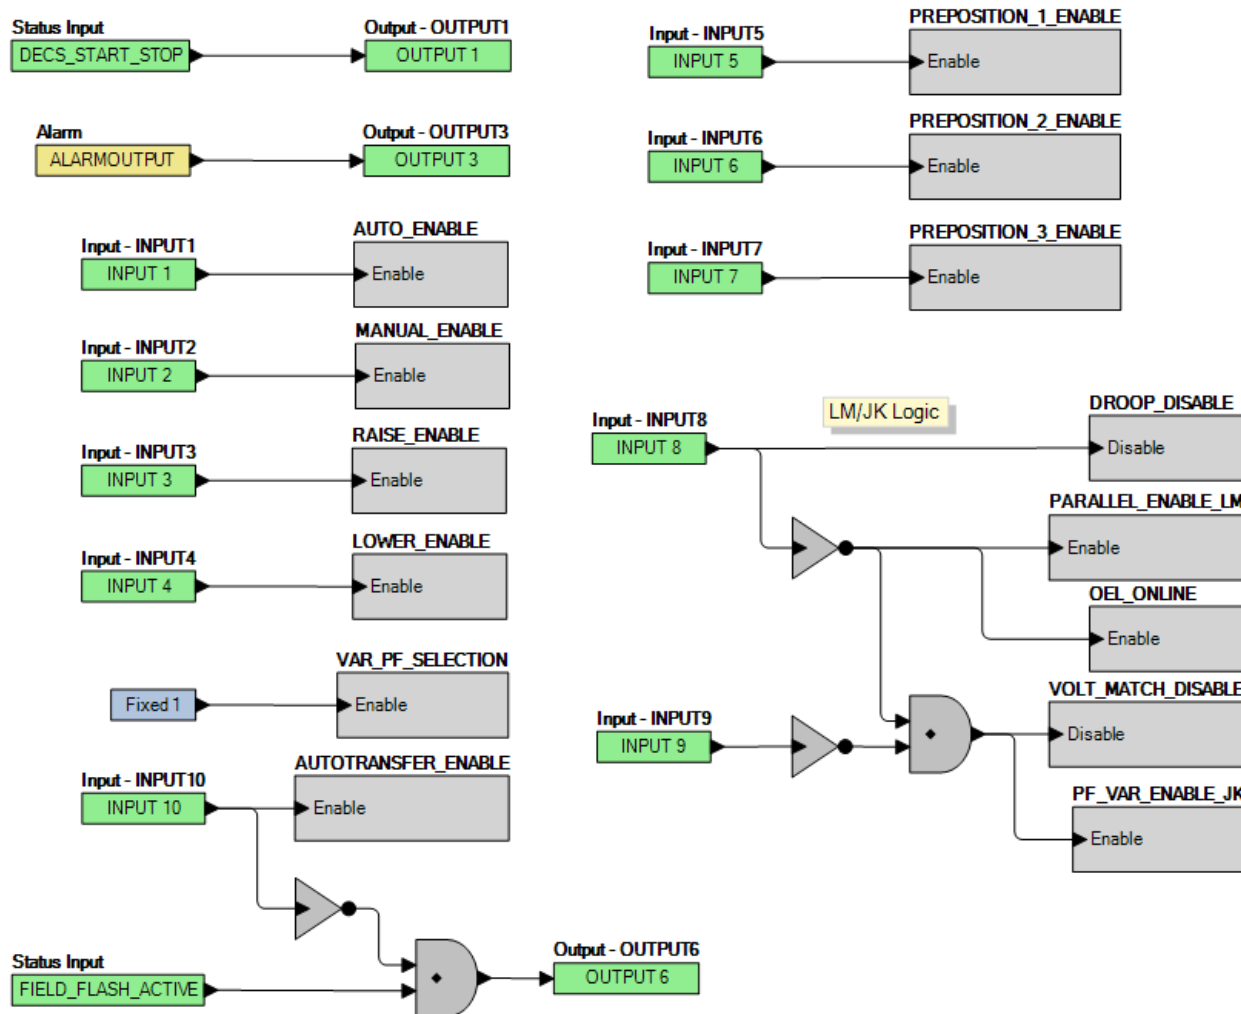 Status Input
DECS_START_STOP
Output - OUTPUT1
OUTPUT 1
Alarm
ALARMOUTPUT
Output - OUTPUT3
OUTPUT 3
Input - INPUT1
INPUT 1
AUTO_ENABLE
Enable
Input - INPUT2
INPUT 2
MANUAL_ENABLE
Enable
Input - INPUT3
INPUT 3
RAISE_ENABLE
Enable
Input - INPUT4
INPUT 4
LOWER_ENABLE
Enable
Fixed 1
VAR_PF_SELECTION
Enable
Input - INPUT10
INPUT 10
AUTOTRANSFER_ENABLE
Enable
Status Input
FIELD_FLASH_ACTIVE
Output - OUTPUT6
OUTPUT 6
Input - INPUT5
INPUT 5
PREPOSITION_1_ENABLE
Enable
Input - INPUT6
INPUT 6
PREPOSITION_2_ENABLE
Enable
Input - INPUT7
INPUT 7
PREPOSITION_3_ENABLE
Enable
LM/JK Logic
Input - INPUT8
INPUT 8
DROOP_DISABLE
Disable
PARALLEL_ENABLE_LM
Enable
OEL_ONLINE
Enable
Input - INPUT9
INPUT 9
VOLT_MATCH_DISABLE
Disable
PF_VAR_ENABLE_JK
Enable